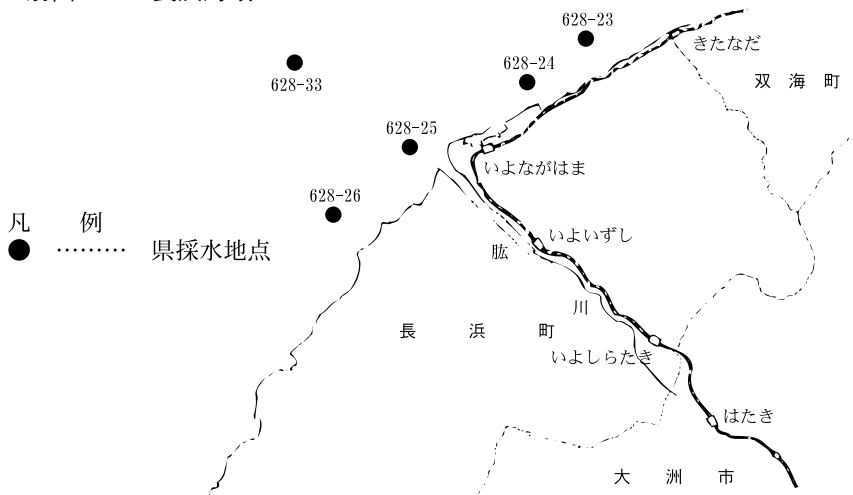 628-23
きたなだ
628-24
双海町
628-33
628-25
いよながはま
628-26
凡例
いよいずし
県採水地点
肱川
長浜町
いよしらたき
はたき
大洲市